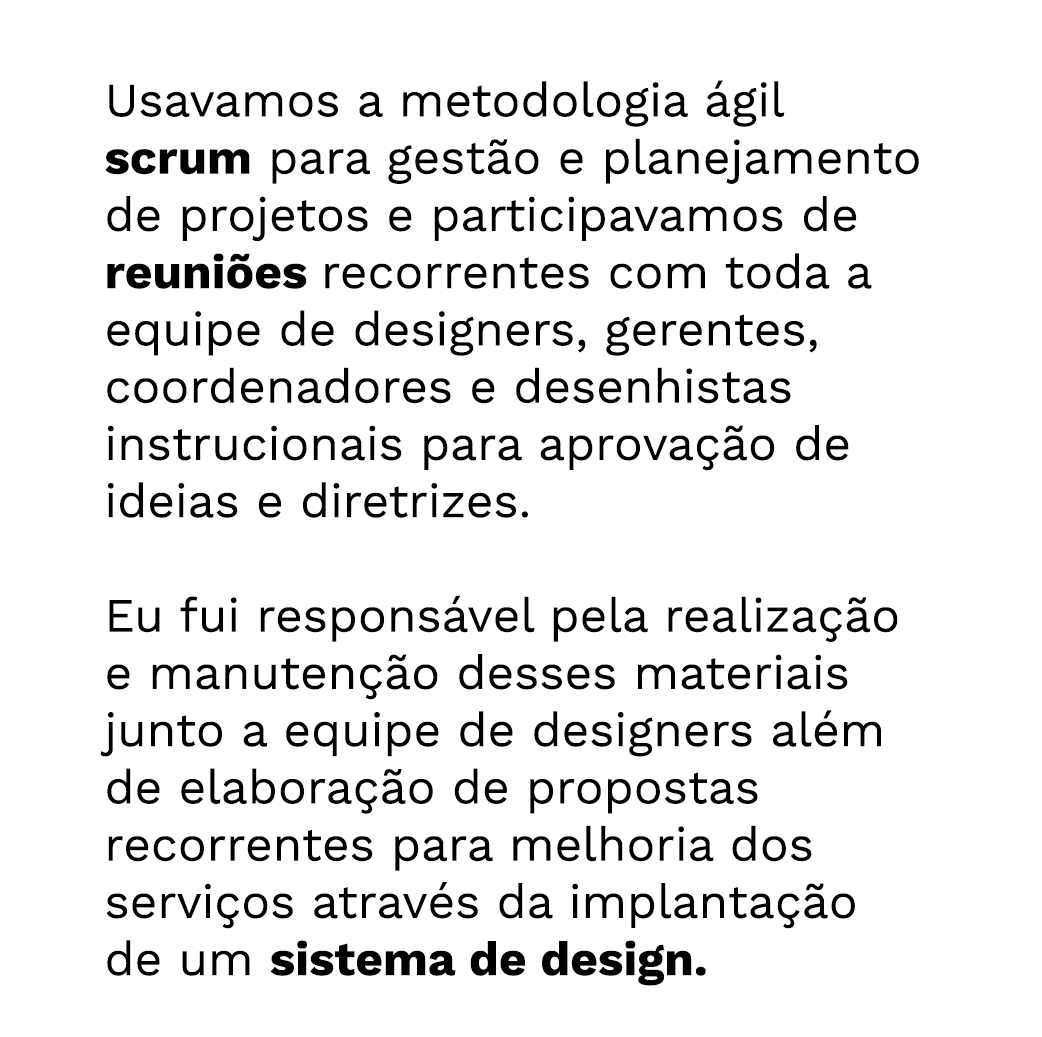 Usavamos a metodologia ágil
scrum para gestão e planejamento
de projetos e participavamos de
reuniões recorrentes com toda a
equipe de designers, gerentes,
coordenadores e desenhistas
instrucionais para aprovação de
ideias e diretrizes.
Eu fui responsável pela realização
e manutenção desses materiais
junto a equipe de designers além
de elaboração de propostas
recorrentes para melhoria dos
serviços através da implantação
de um sistema de design.